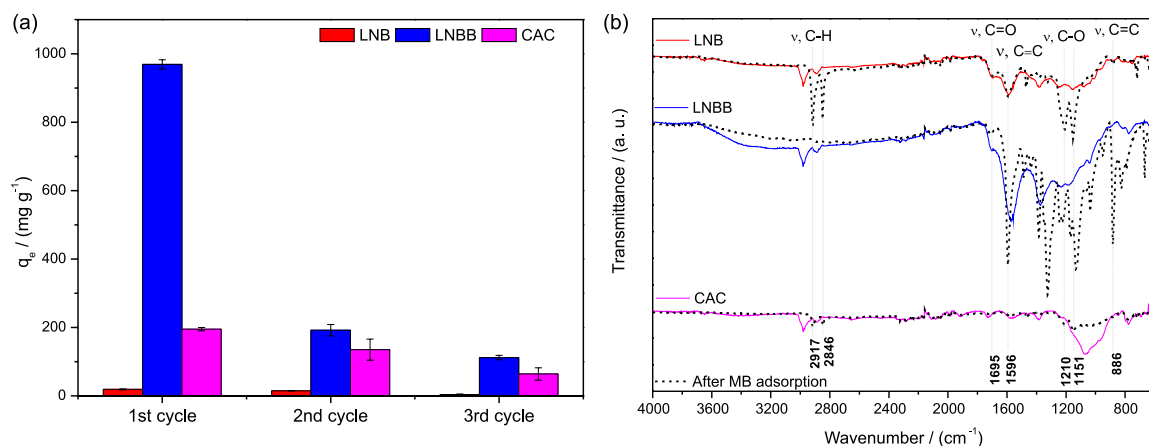 (a)
LNB LNBB CAC
1000
800
600
400
200
0
qe / (mg g-1)
1st cycle 2nd cycle 3rd cycle
(b)
ν, C-H ν, C=O ν, C=C ν, C-O ν, C=C
LNB
LNBB
CAC
2917 2846 1695 1596 1210 1151 886
After MB adsorption
Transmittance / (a. u.)
4000 3600 3200 2800 2400 2000 1600 1200 800
Wavenumber / (cm-1)